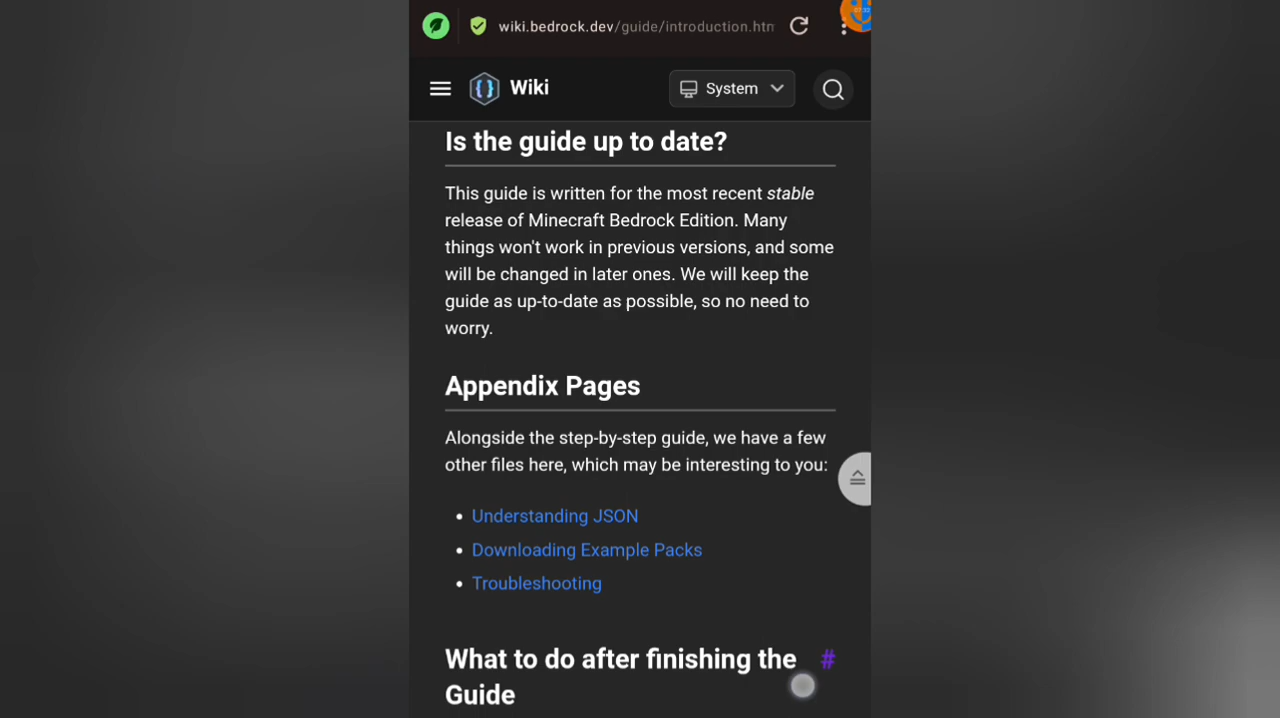 wiki.bedrock.dev/guide/introduction.htm
Wiki
System
Is the guide up to date?
This guide is written for the most recent stable
release of Minecraft Bedrock Edition. Many
things won't work in previous versions, and some
will be changed in later ones. We will keep the
guide as up-to-date as possible, so no need to
worry.
Appendix Pages
Alongside the step-by-step guide, we have a few
other files here, which may be interesting to you:
Understanding JSON
Downloading Example Packs
Troubleshooting
What to do after finishing the #
Guide